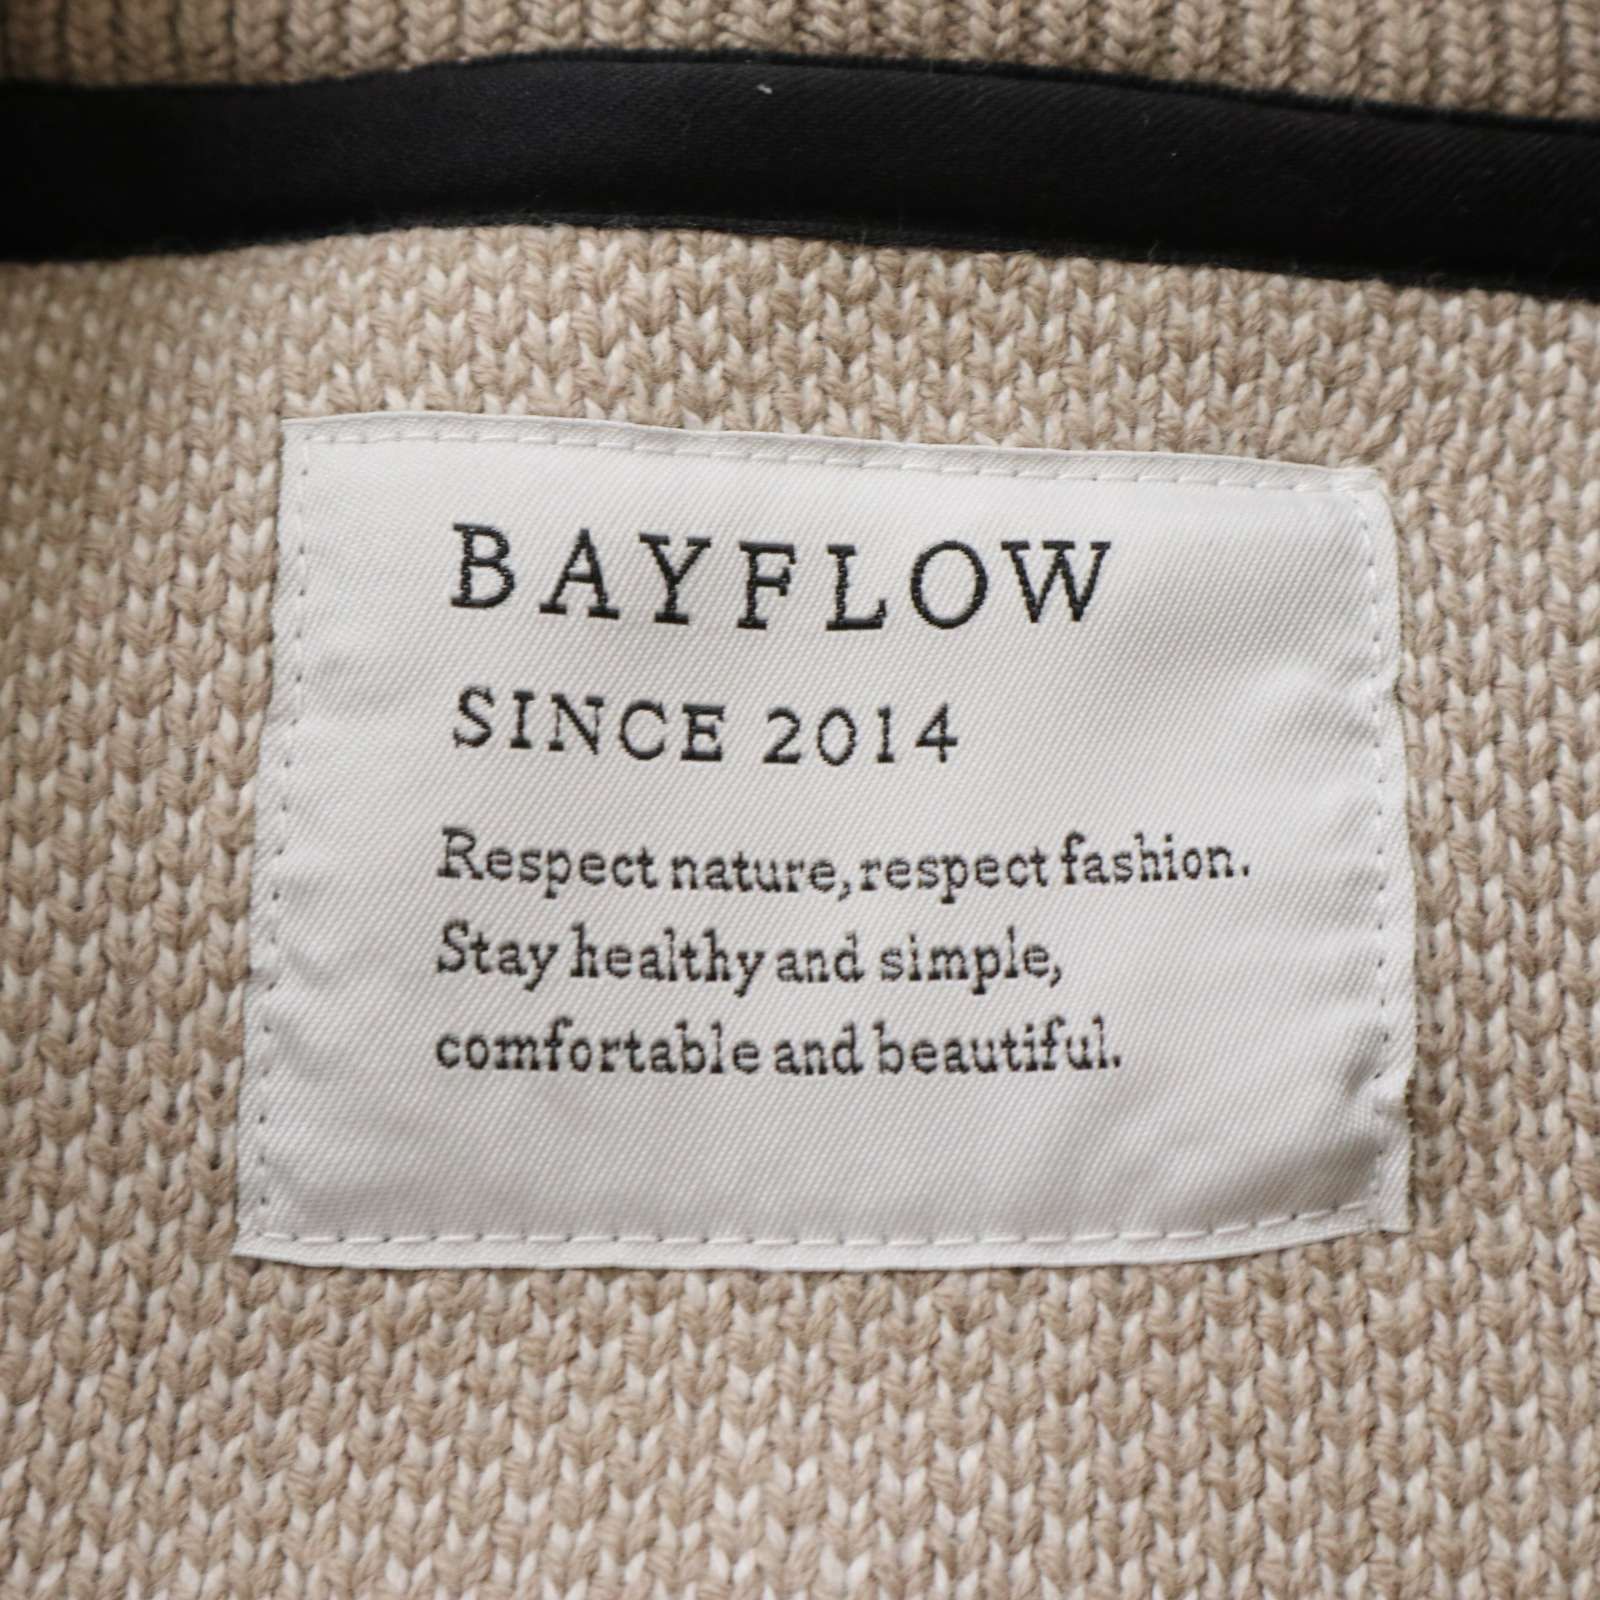 BAYFLOW
SINCE 2014
Respect nature, respect fashion.
Stay healthy and simple,
comfortable and beautiful.